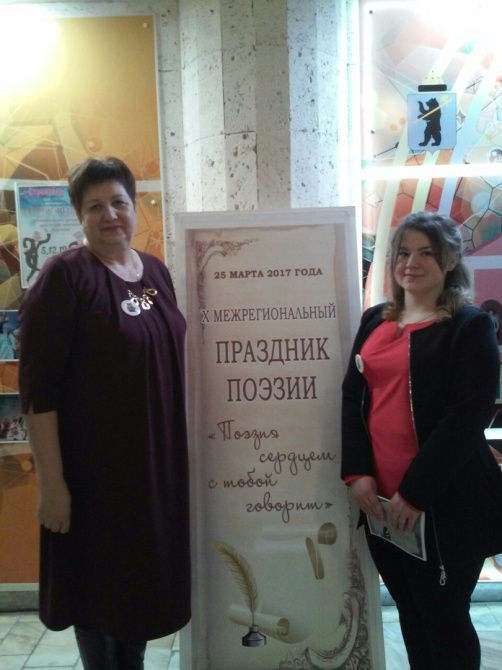 25 МАРТА 2017 ГОДА
X МЕЖРЕГИОНАЛЬНЫЙ
ПРАЗДНИК
ПОЭЗИИ
«Поэзия
сердцем
с тобой
говорит»